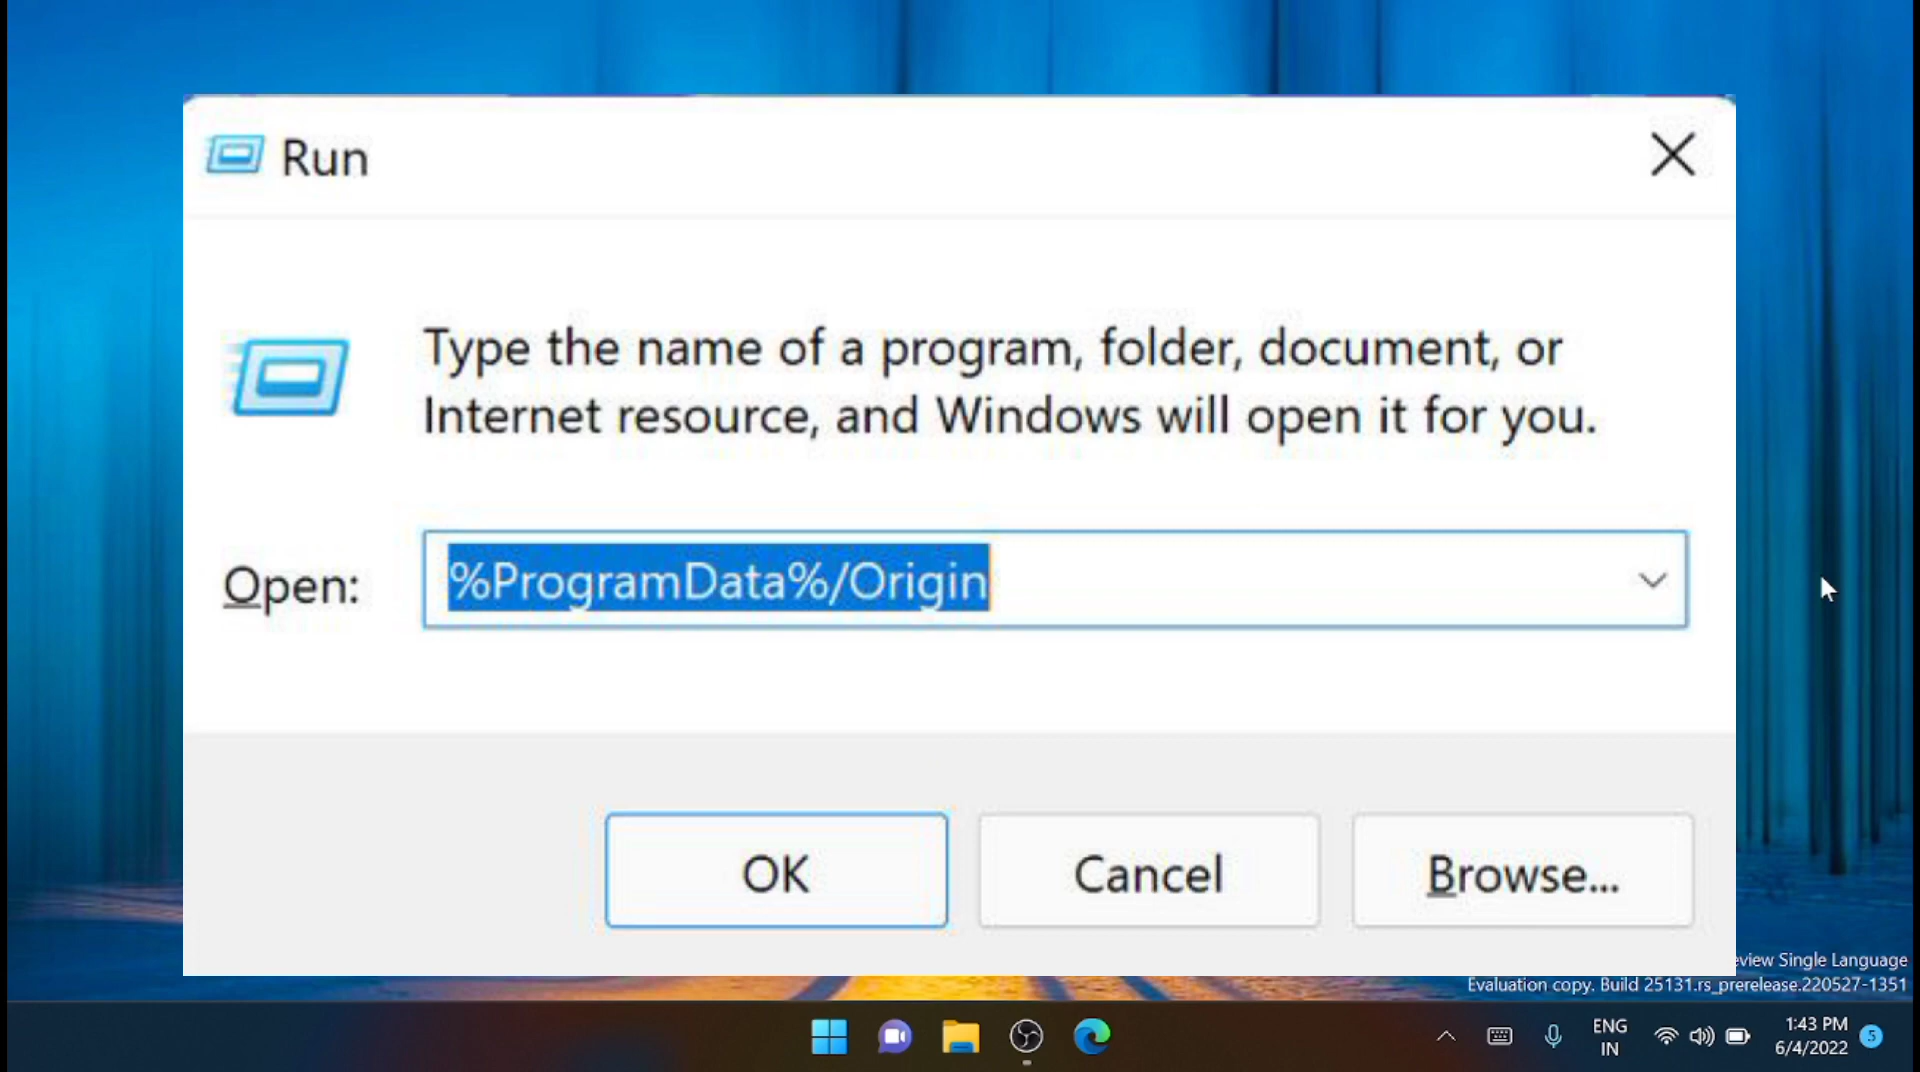 Run
Type the name of a program, folder, document, or
Internet resource, and Windows will open it for you.
Open:
%ProgramData%/Origin
OK
Cancel
Browse...
Single Language
Evaluation copy. Build 25131.rs_prerelease.220527-1351
ENG
IN
1:43 PM
6/4/2022
5